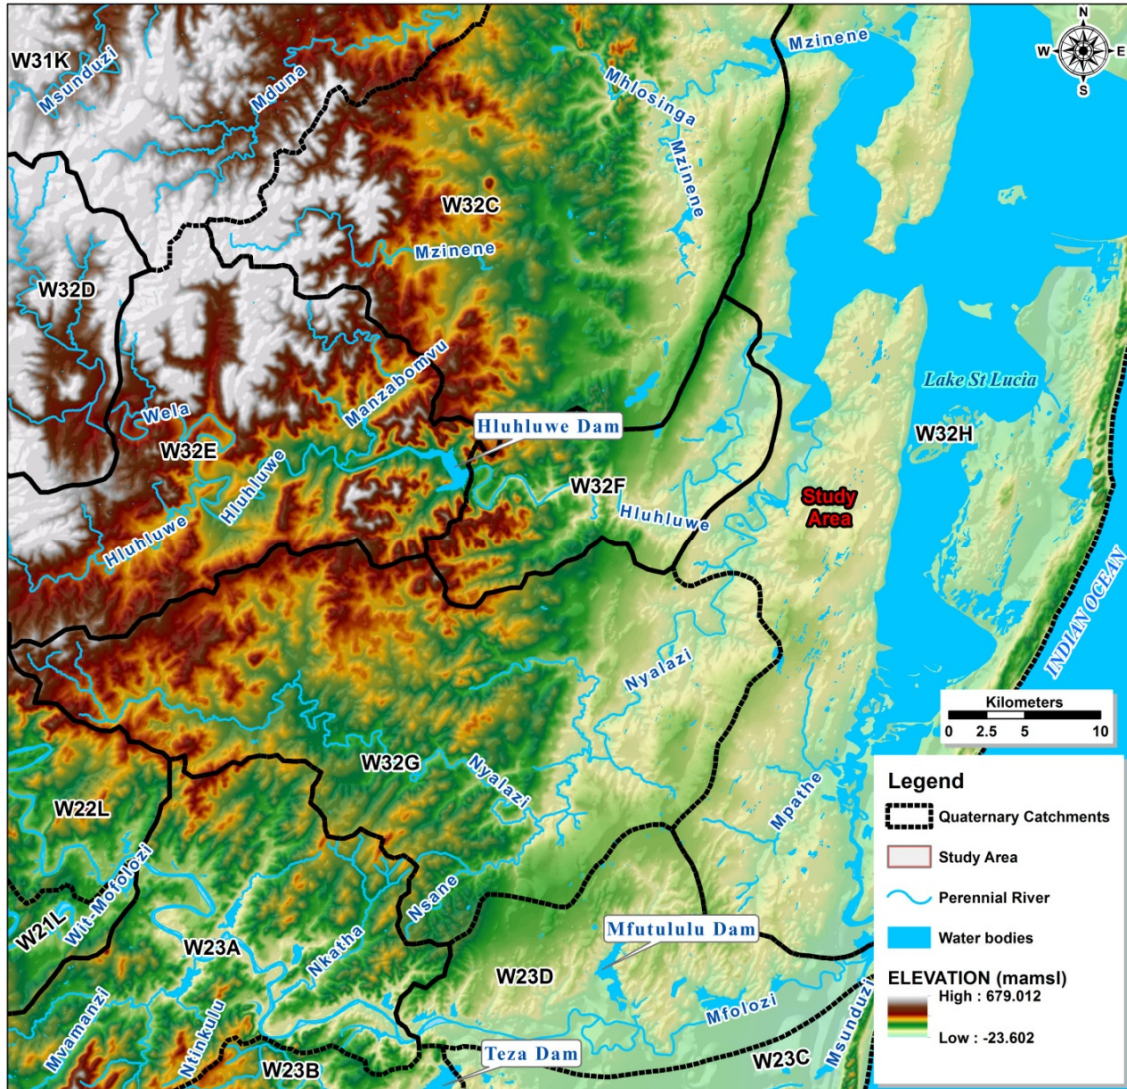 N
W
E
S
W31K
Msunduzi
Mduna
Mzinene
Mhlosinga
Mzinene
W32C
Mzinene
W32D
Wela
W32E
Manzabomvu
Hluhluwe
Hluhluwe
Hluhluwe Dam
W32F
Hluhluwe
Lake St Lucia
W32H
Study
Area
INDIAN OCEAN
Nyalazi
Kilometers
0 2.5 5 10
W32G
Nyalazi
Mpathe
W22L
Wit-Mofolozi
W21L
W23A
Nkatha
Nsane
Mfutululu Dam
W23D
Mfolozi
Msunduzi
Mvamanzi
Ntinkulu
W23B
Teza Dam
W23C
Legend
Quaternary Catchments
Study Area
Perennial River
Water bodies
ELEVATION (mamsl)
High : 679.012
Low : -23.602